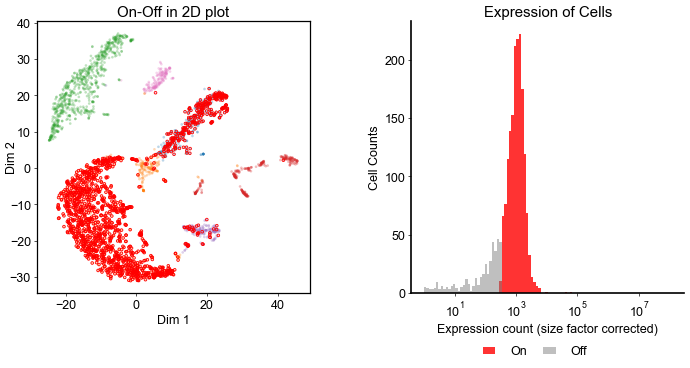 On-Off in 2D plot
Expression of Cells
40
30
20
10
0
−10
−20
−30
Dim 2
−20 0 20 40
Dim 1
200
150
100
50
0
Cell Counts
10^1 10^3 10^5 10^7
Expression count (size factor corrected)
On Off